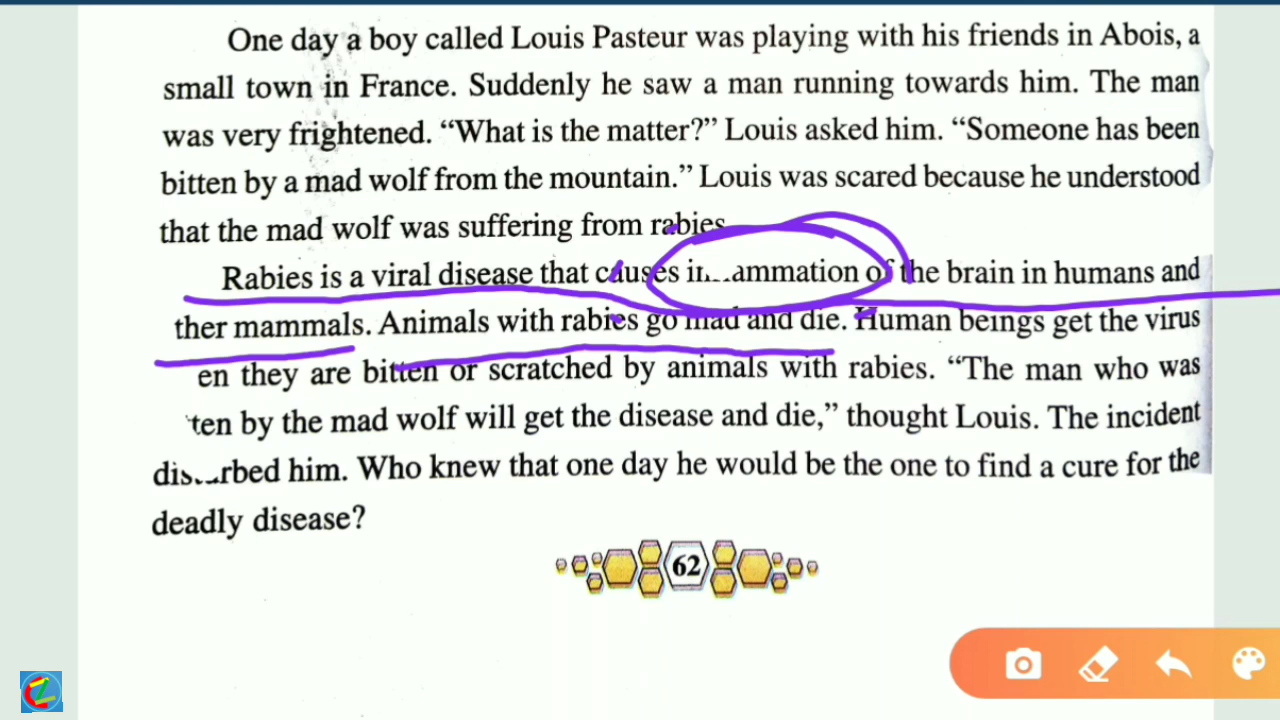 One day a boy called Louis Pasteur was playing with his friends in Abois, a
small town in France. Suddenly he saw a man running towards him. The man
was very frightened. “What is the matter?” Louis asked him. “Someone has been
bitten by a mad wolf from the mountain.” Louis was scared because he understood
that the mad wolf was suffering from rabies
Rabies is a viral disease that causes of the brain in humans and
ther mammals. Animals with rabies go mad and die. Human beings get the virus
en they are bitten or scratched by animals with rabies. “The man who was
ten by the mad wolf will get the disease and die,” thought Louis. The incident
him. Who knew that one day he would be the one to find a cure for the
deadly disease?
62